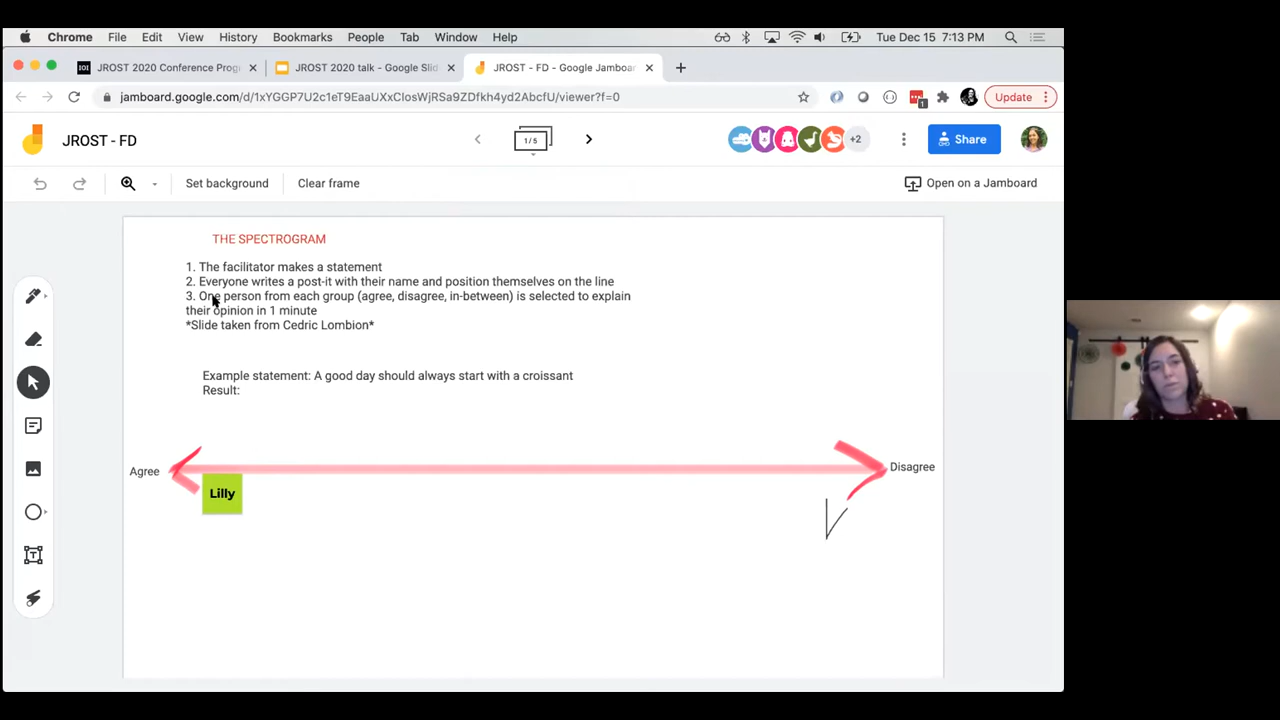 Chrome File Edit View History Bookmarks People Tab Window Help Tue Dec 15 7:13 PM
JROST 2020 Conference Prog JROST 2020 talk - Google Slid JROST - FD - Google Jamboar
jamboard.google.com/d/1xYGGP7U2c1eT9EaaUXxClosWjRSa9ZDfkh4yd2AbcfU/viewer?f=0 1 Update
JROST - FD 1/5 +2 Share
Set background Clear frame Open on a Jamboard
THE SPECTROGRAM
1. The facilitator makes a statement
2. Everyone writes a post-it with their name and position themselves on the line
3. One person from each group (agree, disagree, in-between) is selected to explain
their opinion in 1 minute
*Slide taken from Cedric Lombion*
Example statement: A good day should always start with a croissant
Result:
Agree Disagree
Lilly